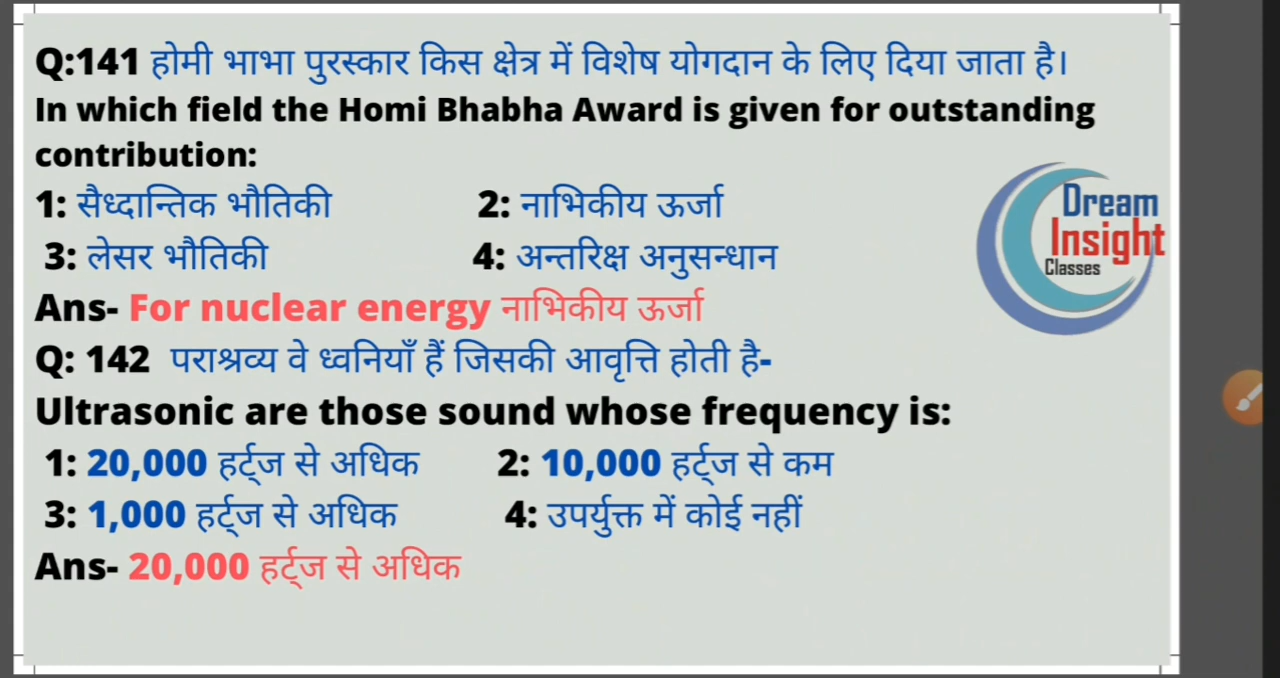 Q:141 होमी भाभा पुरस्कार किस क्षेत्र में विशेष योगदान के लिए दिया जाता है।
In which field the Homi Bhabha Award is given for outstanding
contribution:
1: सैध्दान्तिक भौतिकी 2: नाभिकीय ऊर्जा
3: लेसर भौतिकी 4: अन्तरिक्ष अनुसन्धान
Ans- For nuclear energy नाभिकीय ऊर्जा
Q: 142 पराश्रव्य वे ध्वनियाँ हैं जिसकी आवृत्ति होती है-
Ultrasonic are those sound whose frequency is:
1: 20,000 हर्ट्ज से अधिक 2: 10,000 हर्ट्ज से कम
3: 1,000 हर्ट्ज से अधिक 4: उपर्युक्त में कोई नहीं
Ans- 20,000 हर्ट्ज से अधिक
Dream
Insight
Classes